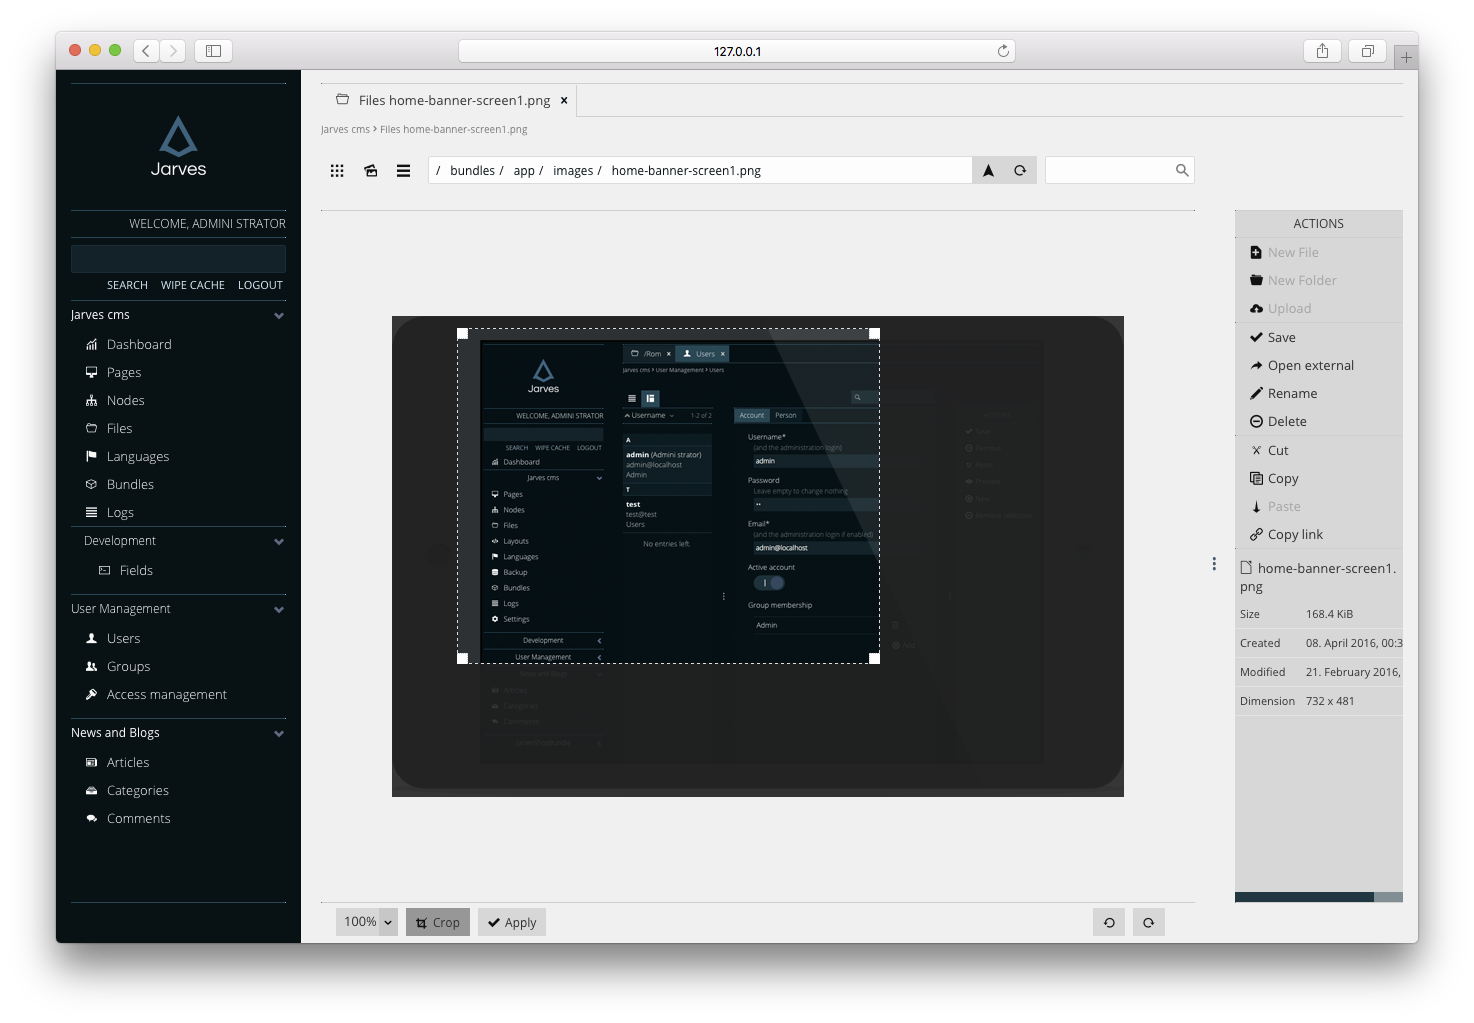 127.0.0.1
Jarves
WELCOME, ADMINI STRATOR
SEARCH WIPE CACHE LOGOUT
Jarves cms
Dashboard
Pages
Nodes
Files
Languages
Bundles
Logs
Development
Fields
User Management
Users
Groups
Access management
News and Blogs
Articles
Categories
Comments
Files home-banner-screen1.png ×
Jarves cms › Files home-banner-screen1.png
/ bundles / app / images / home-banner-screen1.png
Jarves
WELCOME, ADMINI STRATOR
SEARCH WIPE CACHE LOGOUT
Dashboard
Jarves cms
Pages
Nodes
Files
Layouts
Languages
Backup
Bundles
Logs
Settings
Development
User Management
News and Blogs
Articles
Categories
Comments
/Rom × Users ×
Jarves cms › User Management › Users
Username 1-2 of 2
A
admin (Admini strator)
admin@localhost
Admin
T
test
test@test
Users
No entries left.
Account Person
Username*
(and the administration login)
admin
Password
Leave empty to change nothing
••
Email*
(and the administration login if enabled)
admin@localhost
Active account
Group membership
Admin
Add
100% Crop Apply
ACTIONS
New File
New Folder
Upload
Save
Open external
Rename
Delete
Cut
Copy
Paste
Copy link
home-banner-screen1.
png
Size 168.4 KiB
Created 08. April 2016, 00:3
Modified 21. February 2016,
Dimension 732 x 481